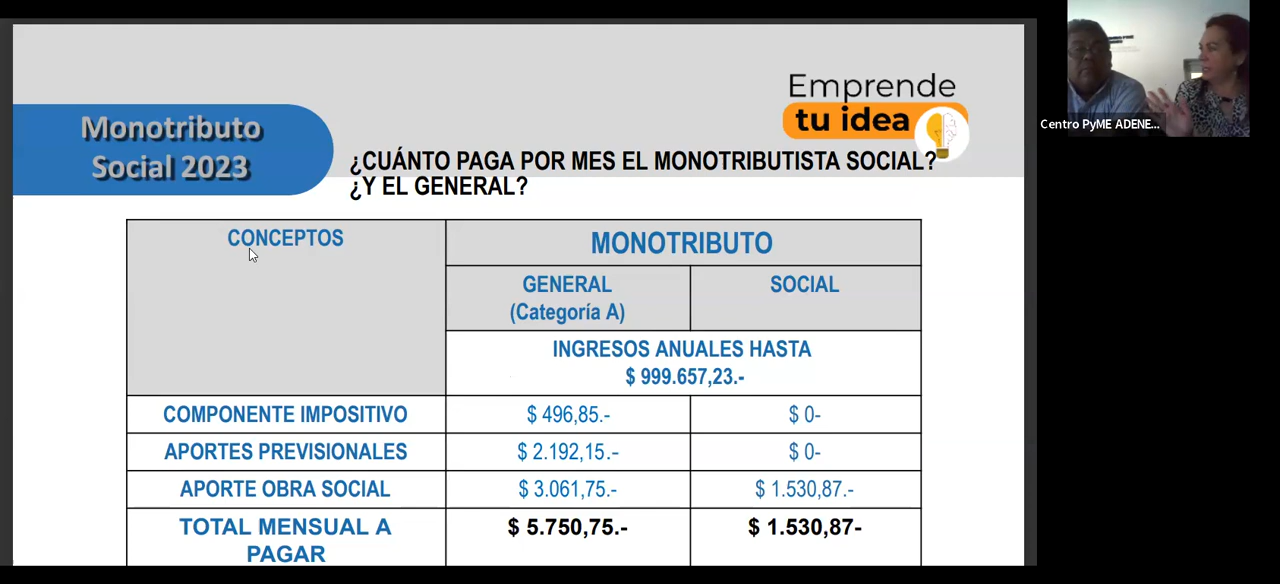 Emprende
tu idea
Monotributo
Social 2023
¿CUÁNTO PAGA POR MES EL MONOTRIBUTISTA SOCIAL?
¿Y EL GENERAL?
CONCEPTOS
MONOTRIBUTO
GENERAL
(Categoría A)
SOCIAL
INGRESOS ANUALES HASTA
$ 999.657,23.-
COMPONENTE IMPOSITIVO $ 496,85.- $ 0-
APORTES PREVISIONALES $ 2.192,15.- $ 0-
APORTE OBRA SOCIAL $ 3.061,75.- $ 1.530,87.-
TOTAL MENSUAL A
PAGAR
$ 5.750,75.- $ 1.530,87-
Centro PyME ADENE...